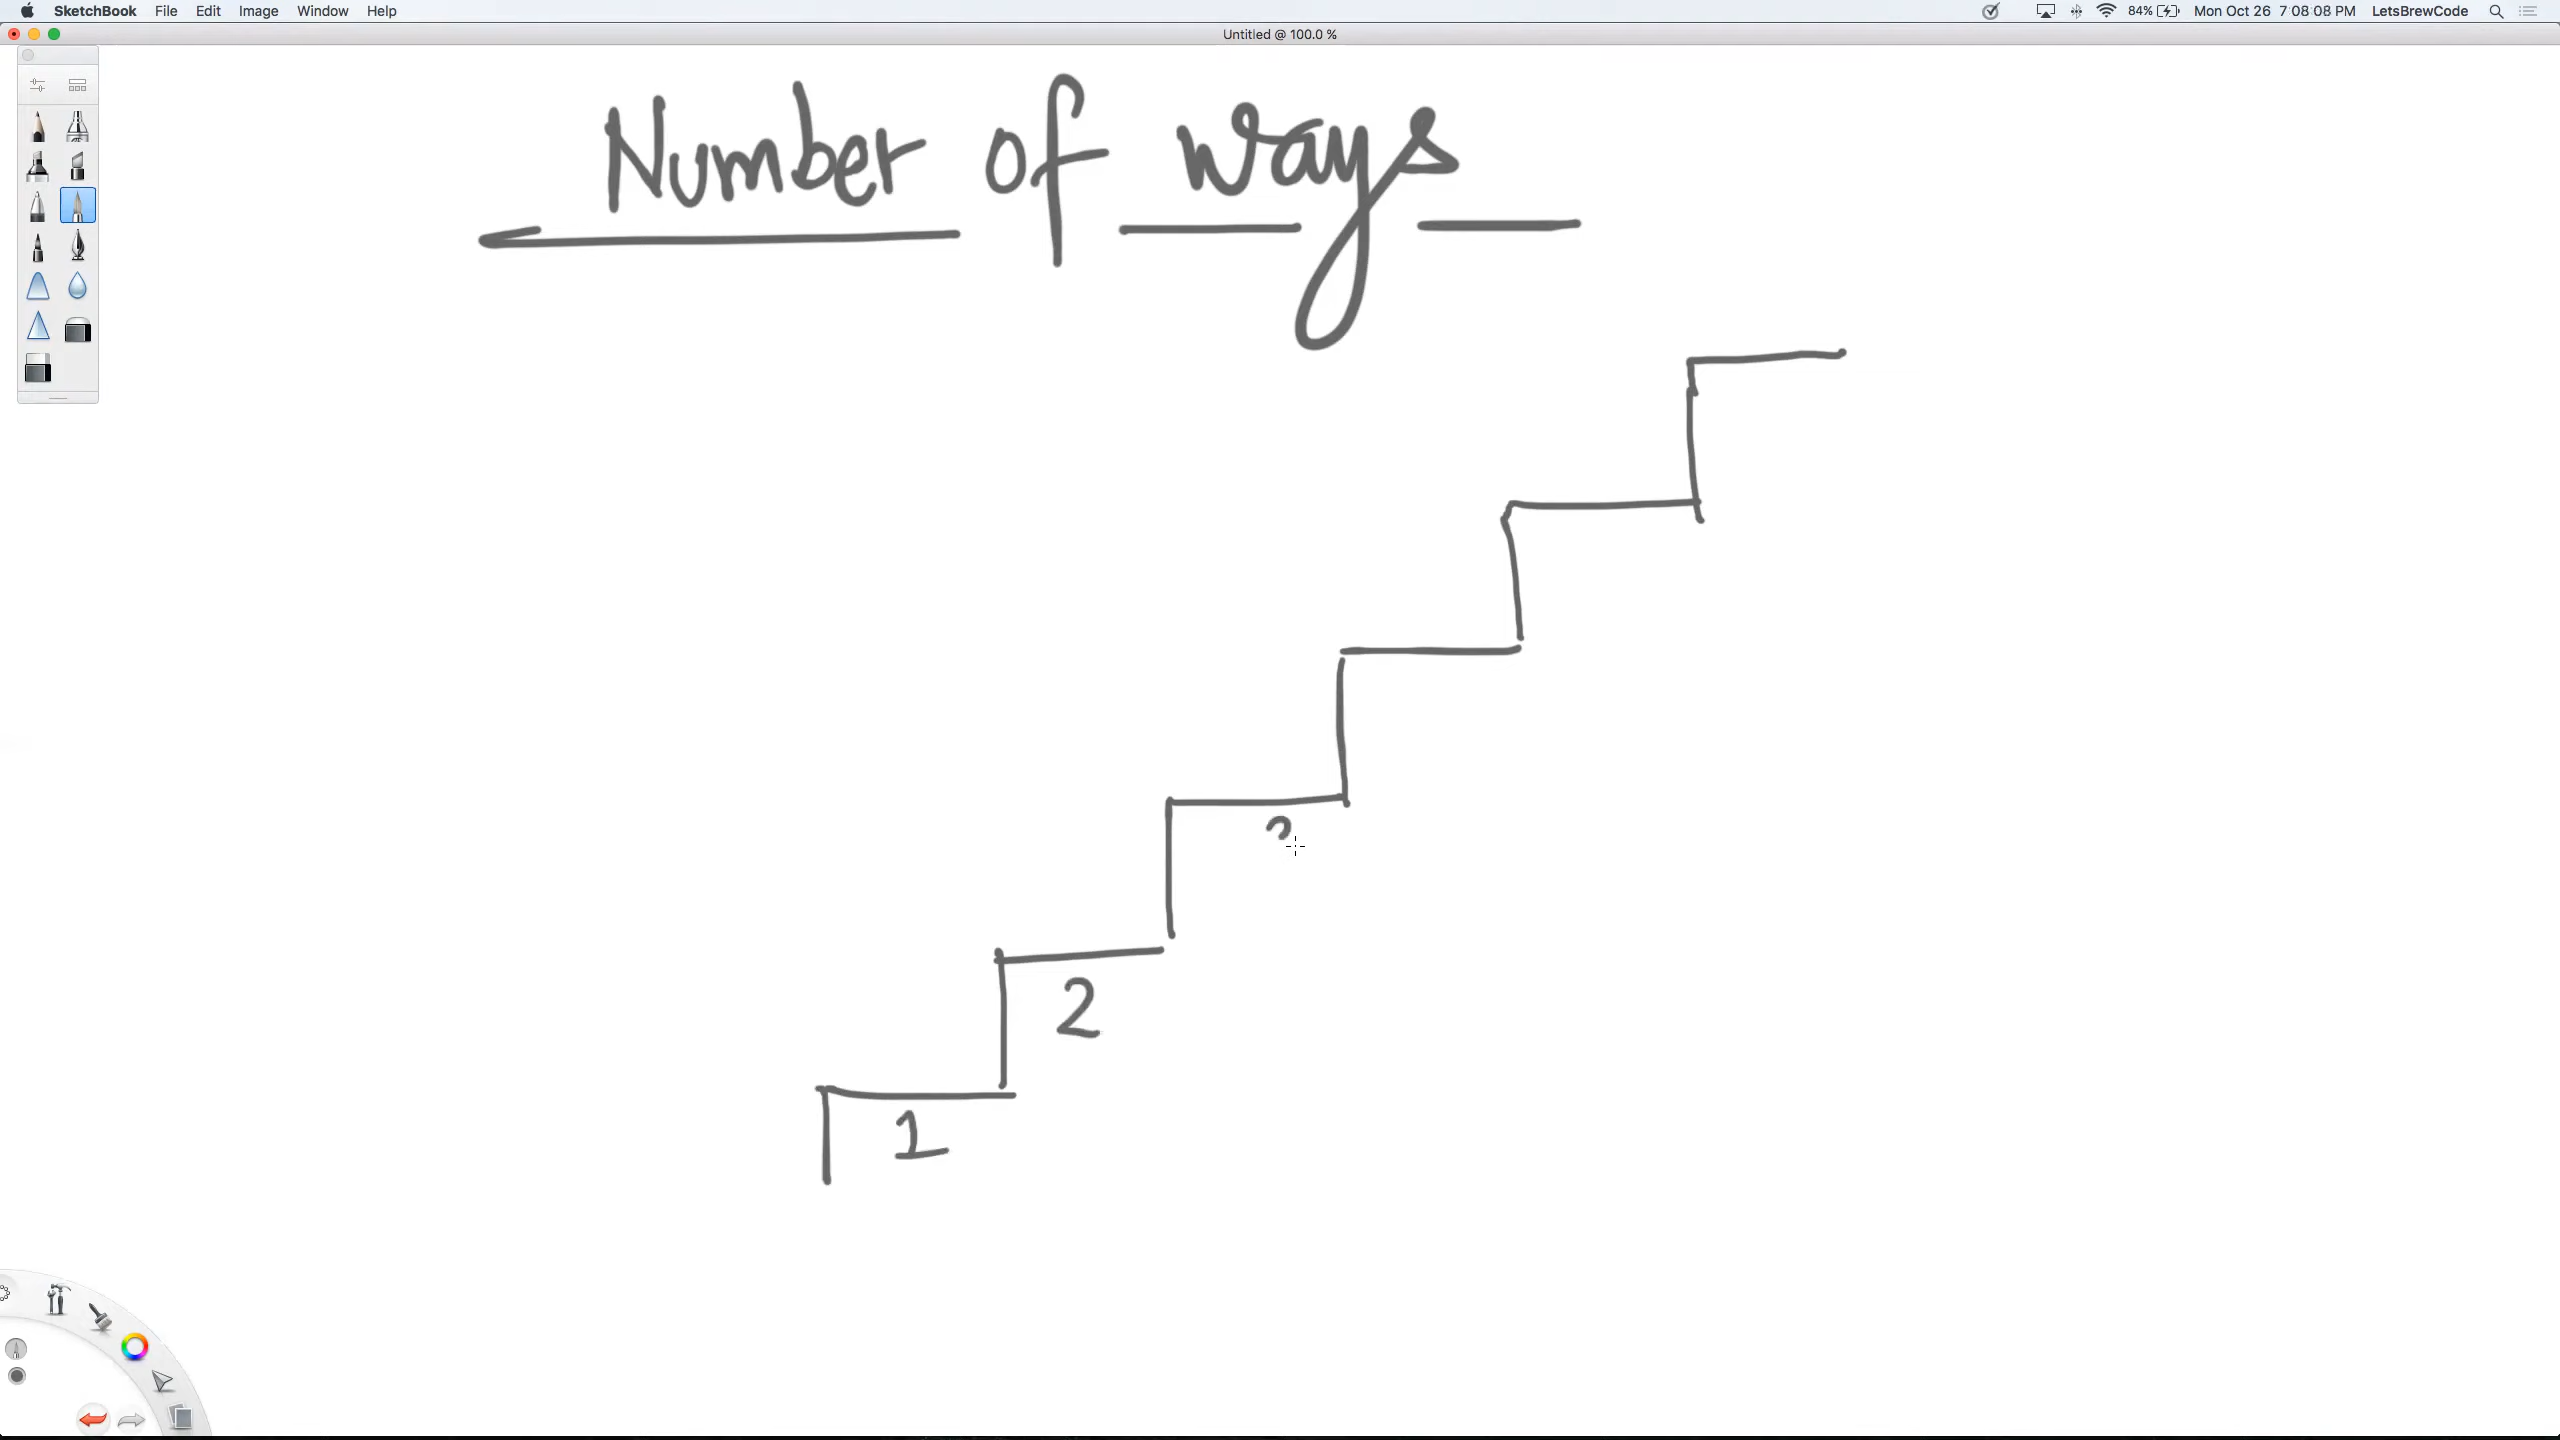 SketchBook File Edit Image Window Help 84% Mon Oct 26 7:08:08 PM LetsBrewCode
Untitled @ 100.0 %
Number of ways
2
1